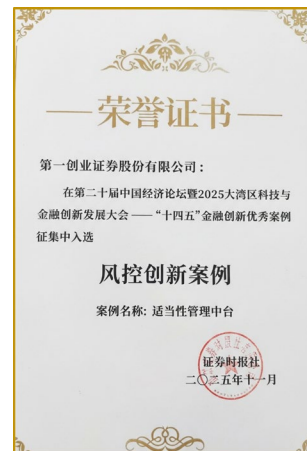 荣誉证书
第一创业证券股份有限公司：
在第二十届中国经济论坛暨2025大湾区科技与
金融创新发展大会——“十四五”金融创新优秀案例
征集中入选
风控创新案例
案例名称: 适当性管理中台
证券时报社
二〇二五年十一月